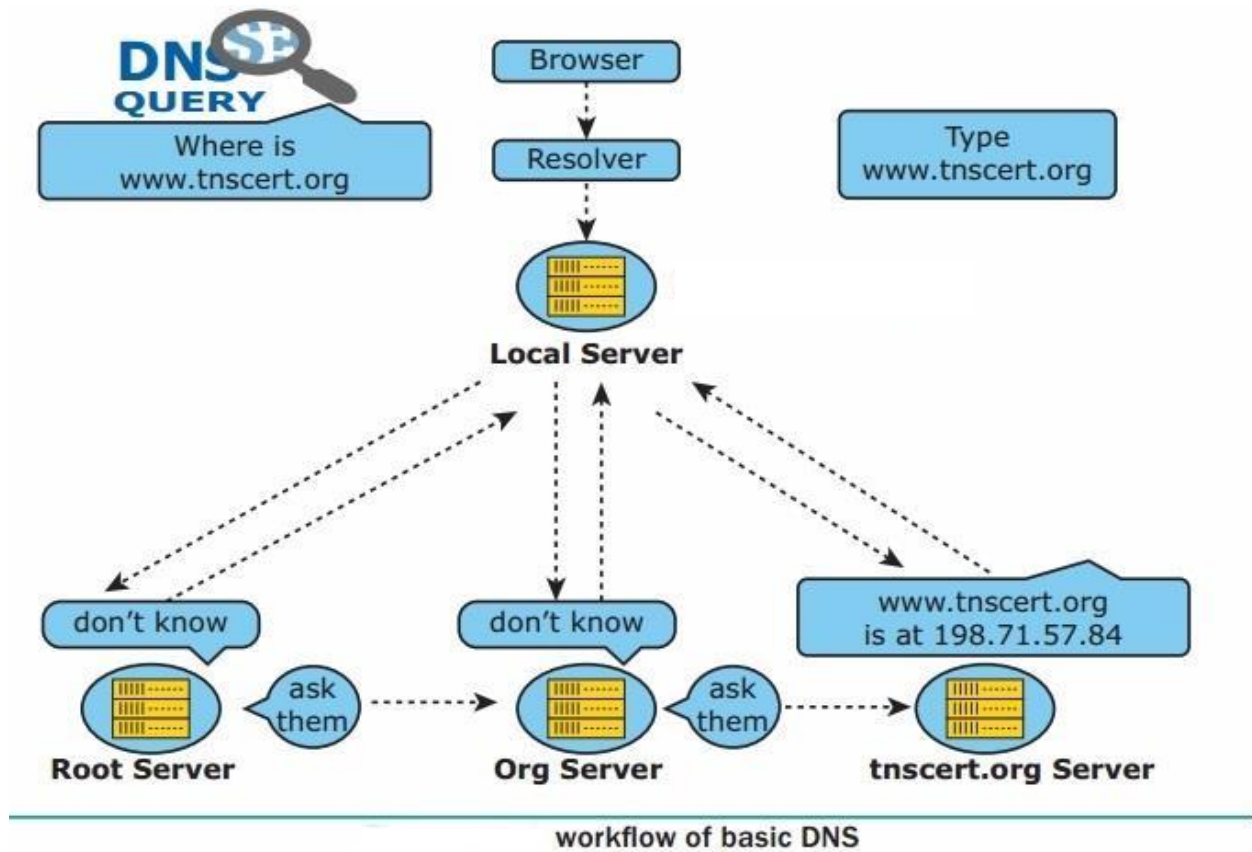 DNS SE
QUERY
Where is
www.tnscert.org
Browser
Resolver
Type
www.tnscert.org
Local Server
don't know
don't know
www.tnscert.org
is at 198.71.57.84
ask
them
ask
them
Root Server
Org Server
tnscert.org Server
workflow of basic DNS